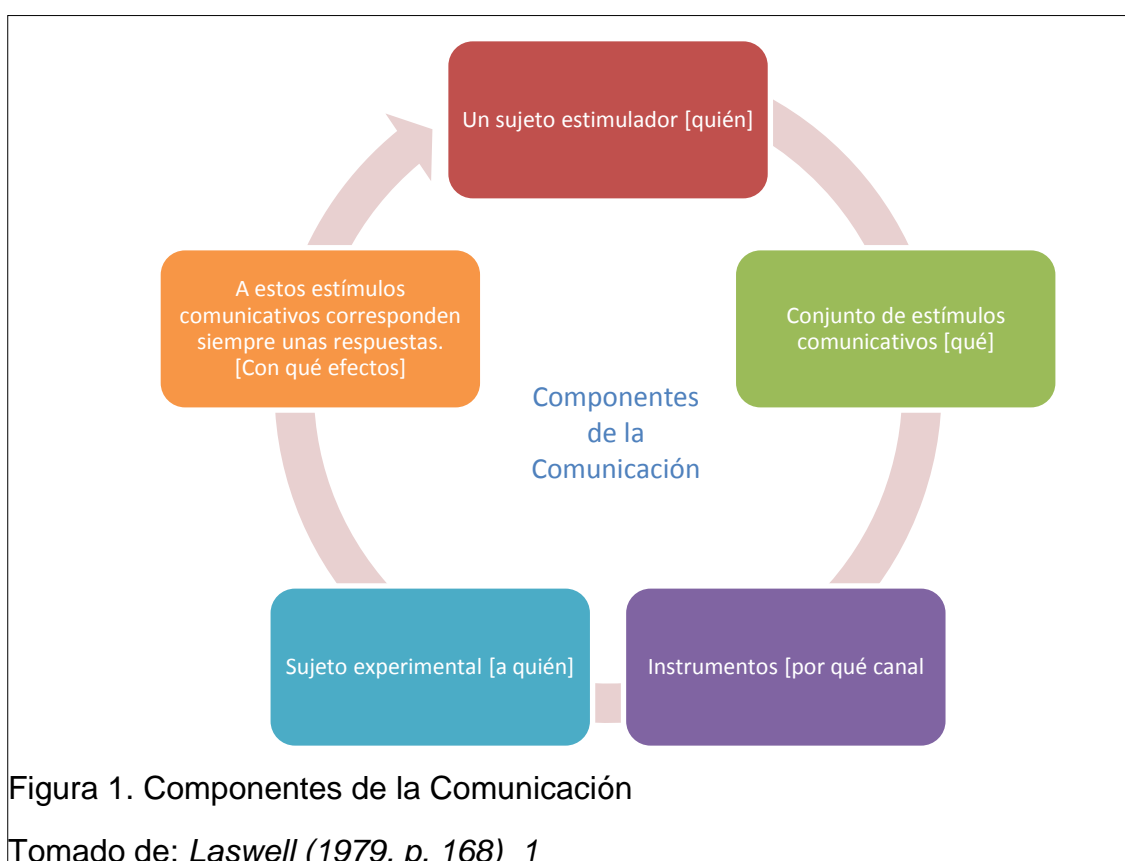 Un sujeto estimulador [quién]
Conjunto de estímulos
comunicativos [qué]
Instrumentos [por qué canal
Sujeto experimental [a quién]
A estos estímulos
comunicativos corresponden
siempre unas respuestas.
[Con qué efectos]
Componentes
de la
Comunicación
Figura 1. Componentes de la Comunicación
Tomado de: Laswell (1979, p. 168) 1